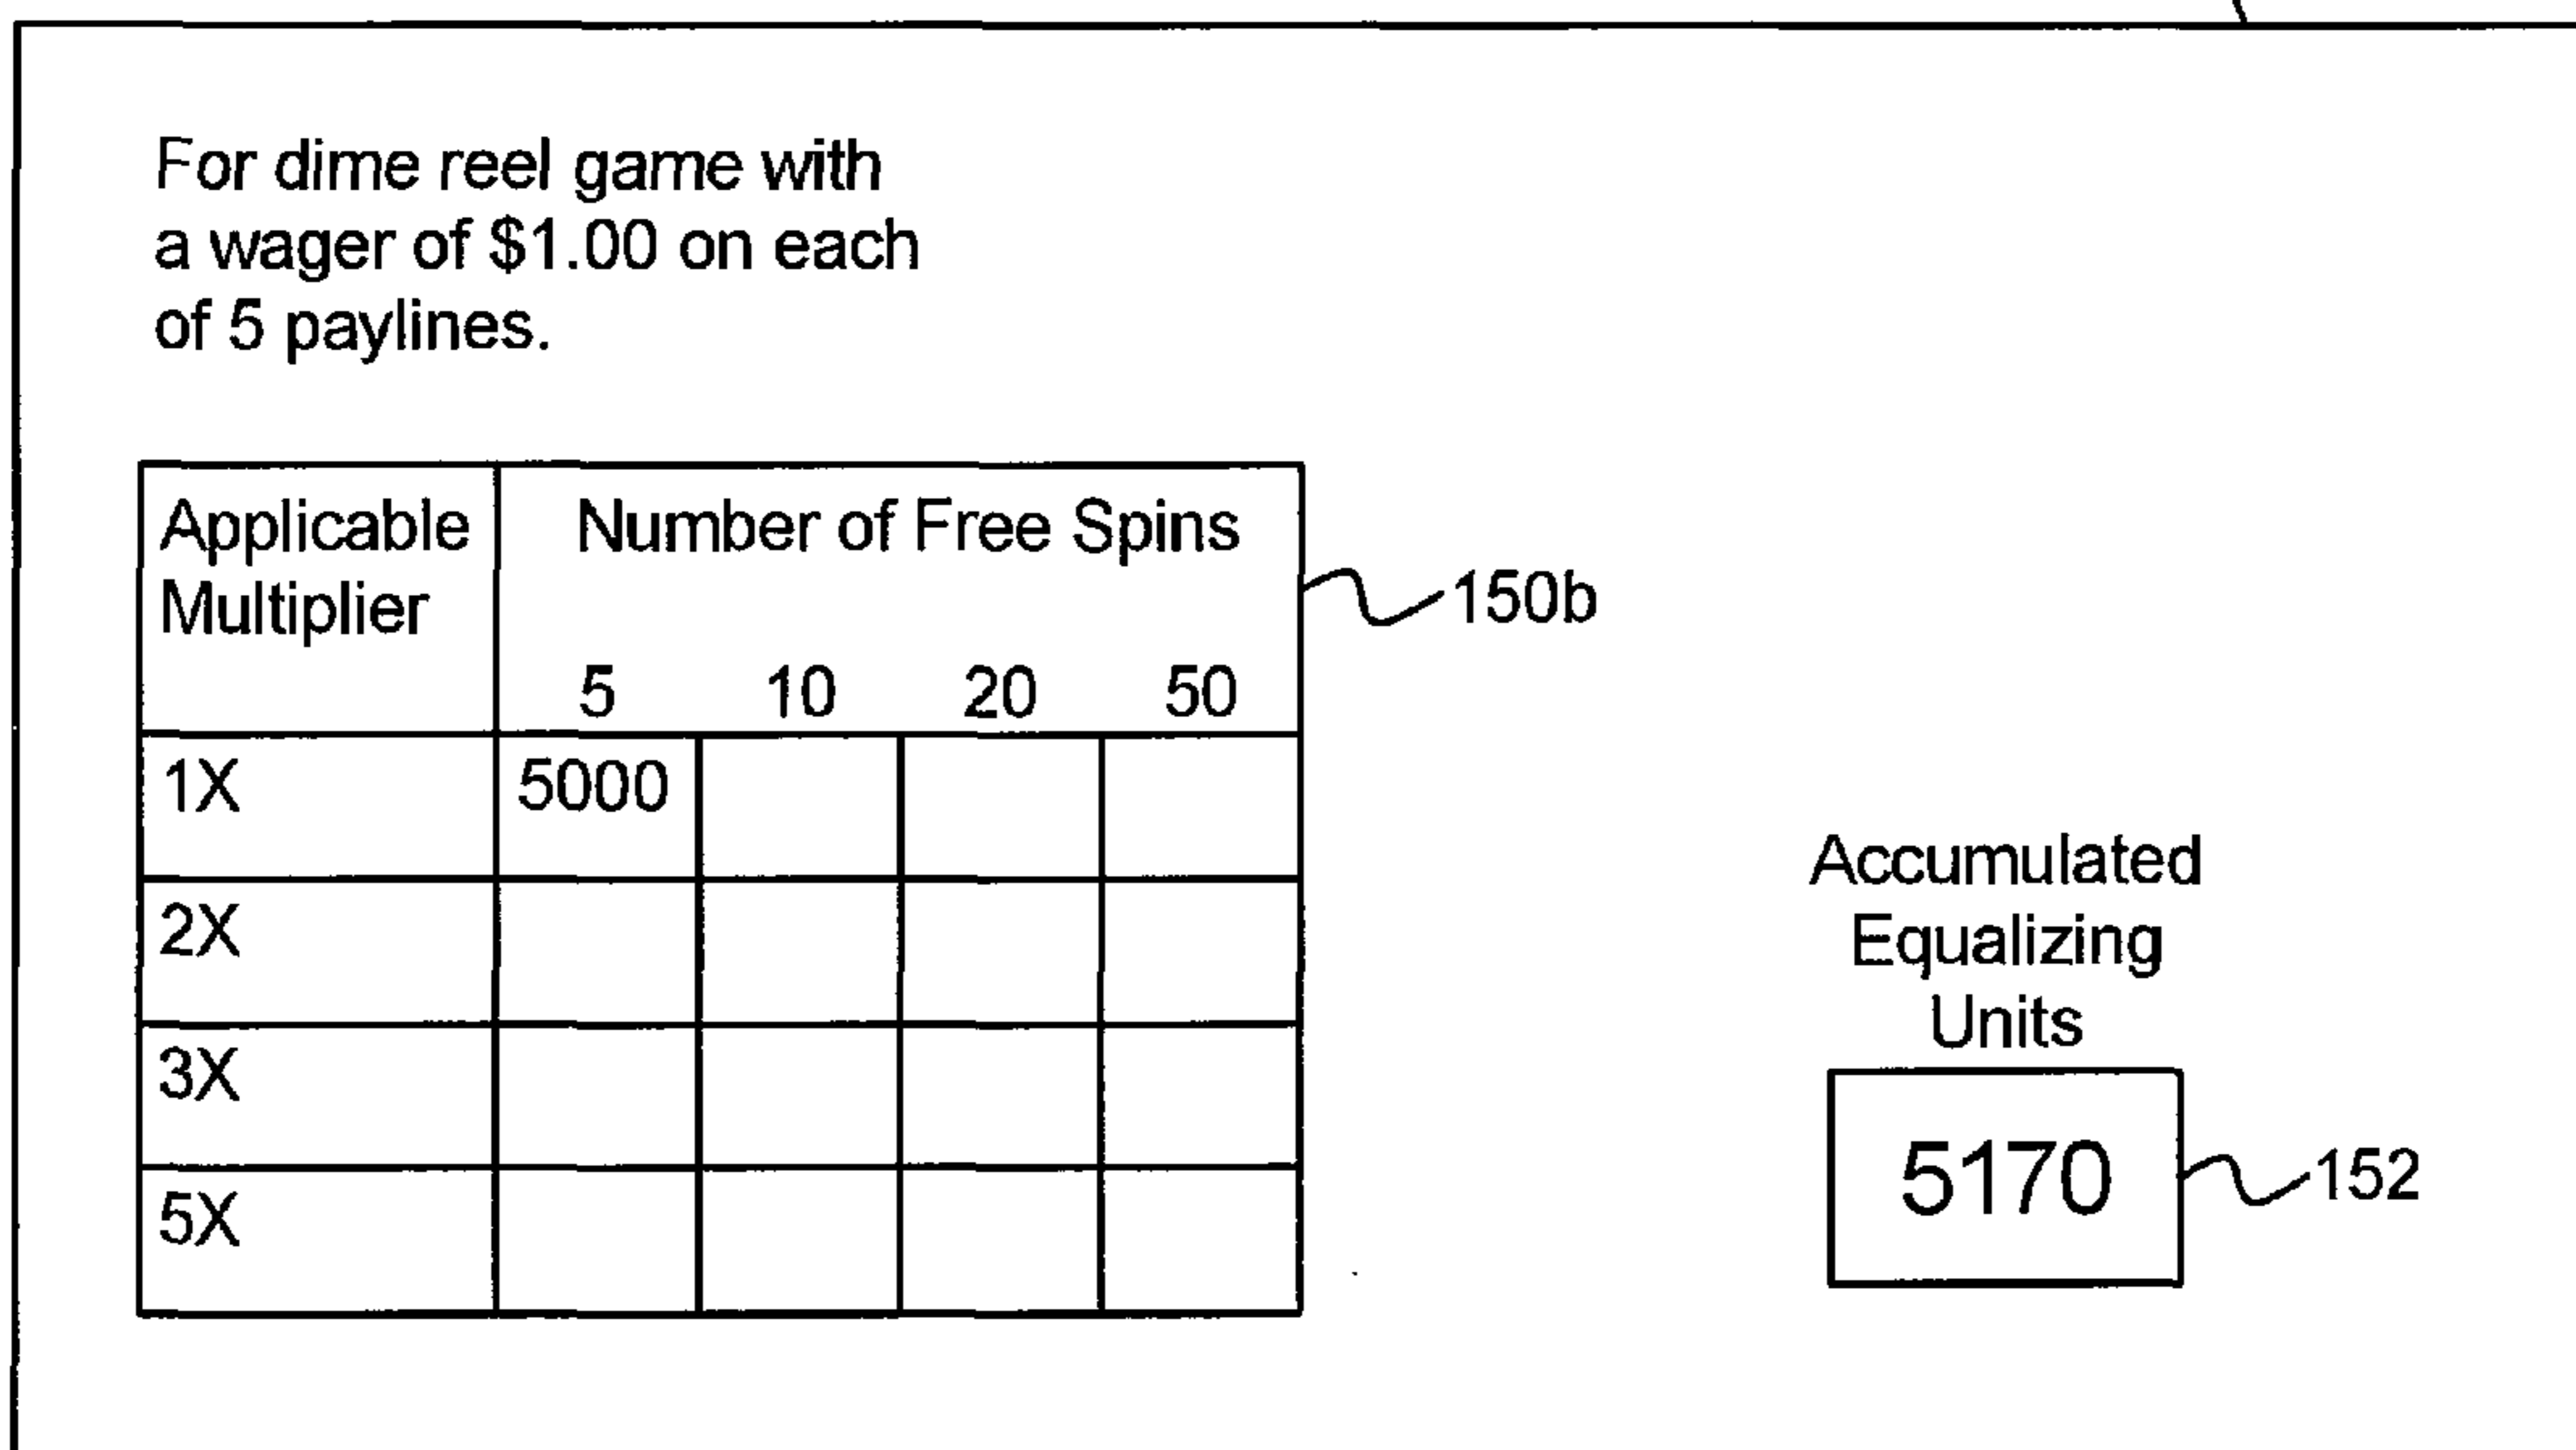 For dime reel game with
a wager of $1.00 on each
of 5 paylines.
Applicable Number of Free Spins
Multiplier
5 10 20 50
150b
1X 5000
2X
3X
5X
Accumulated
Equalizing
Units
5170
152